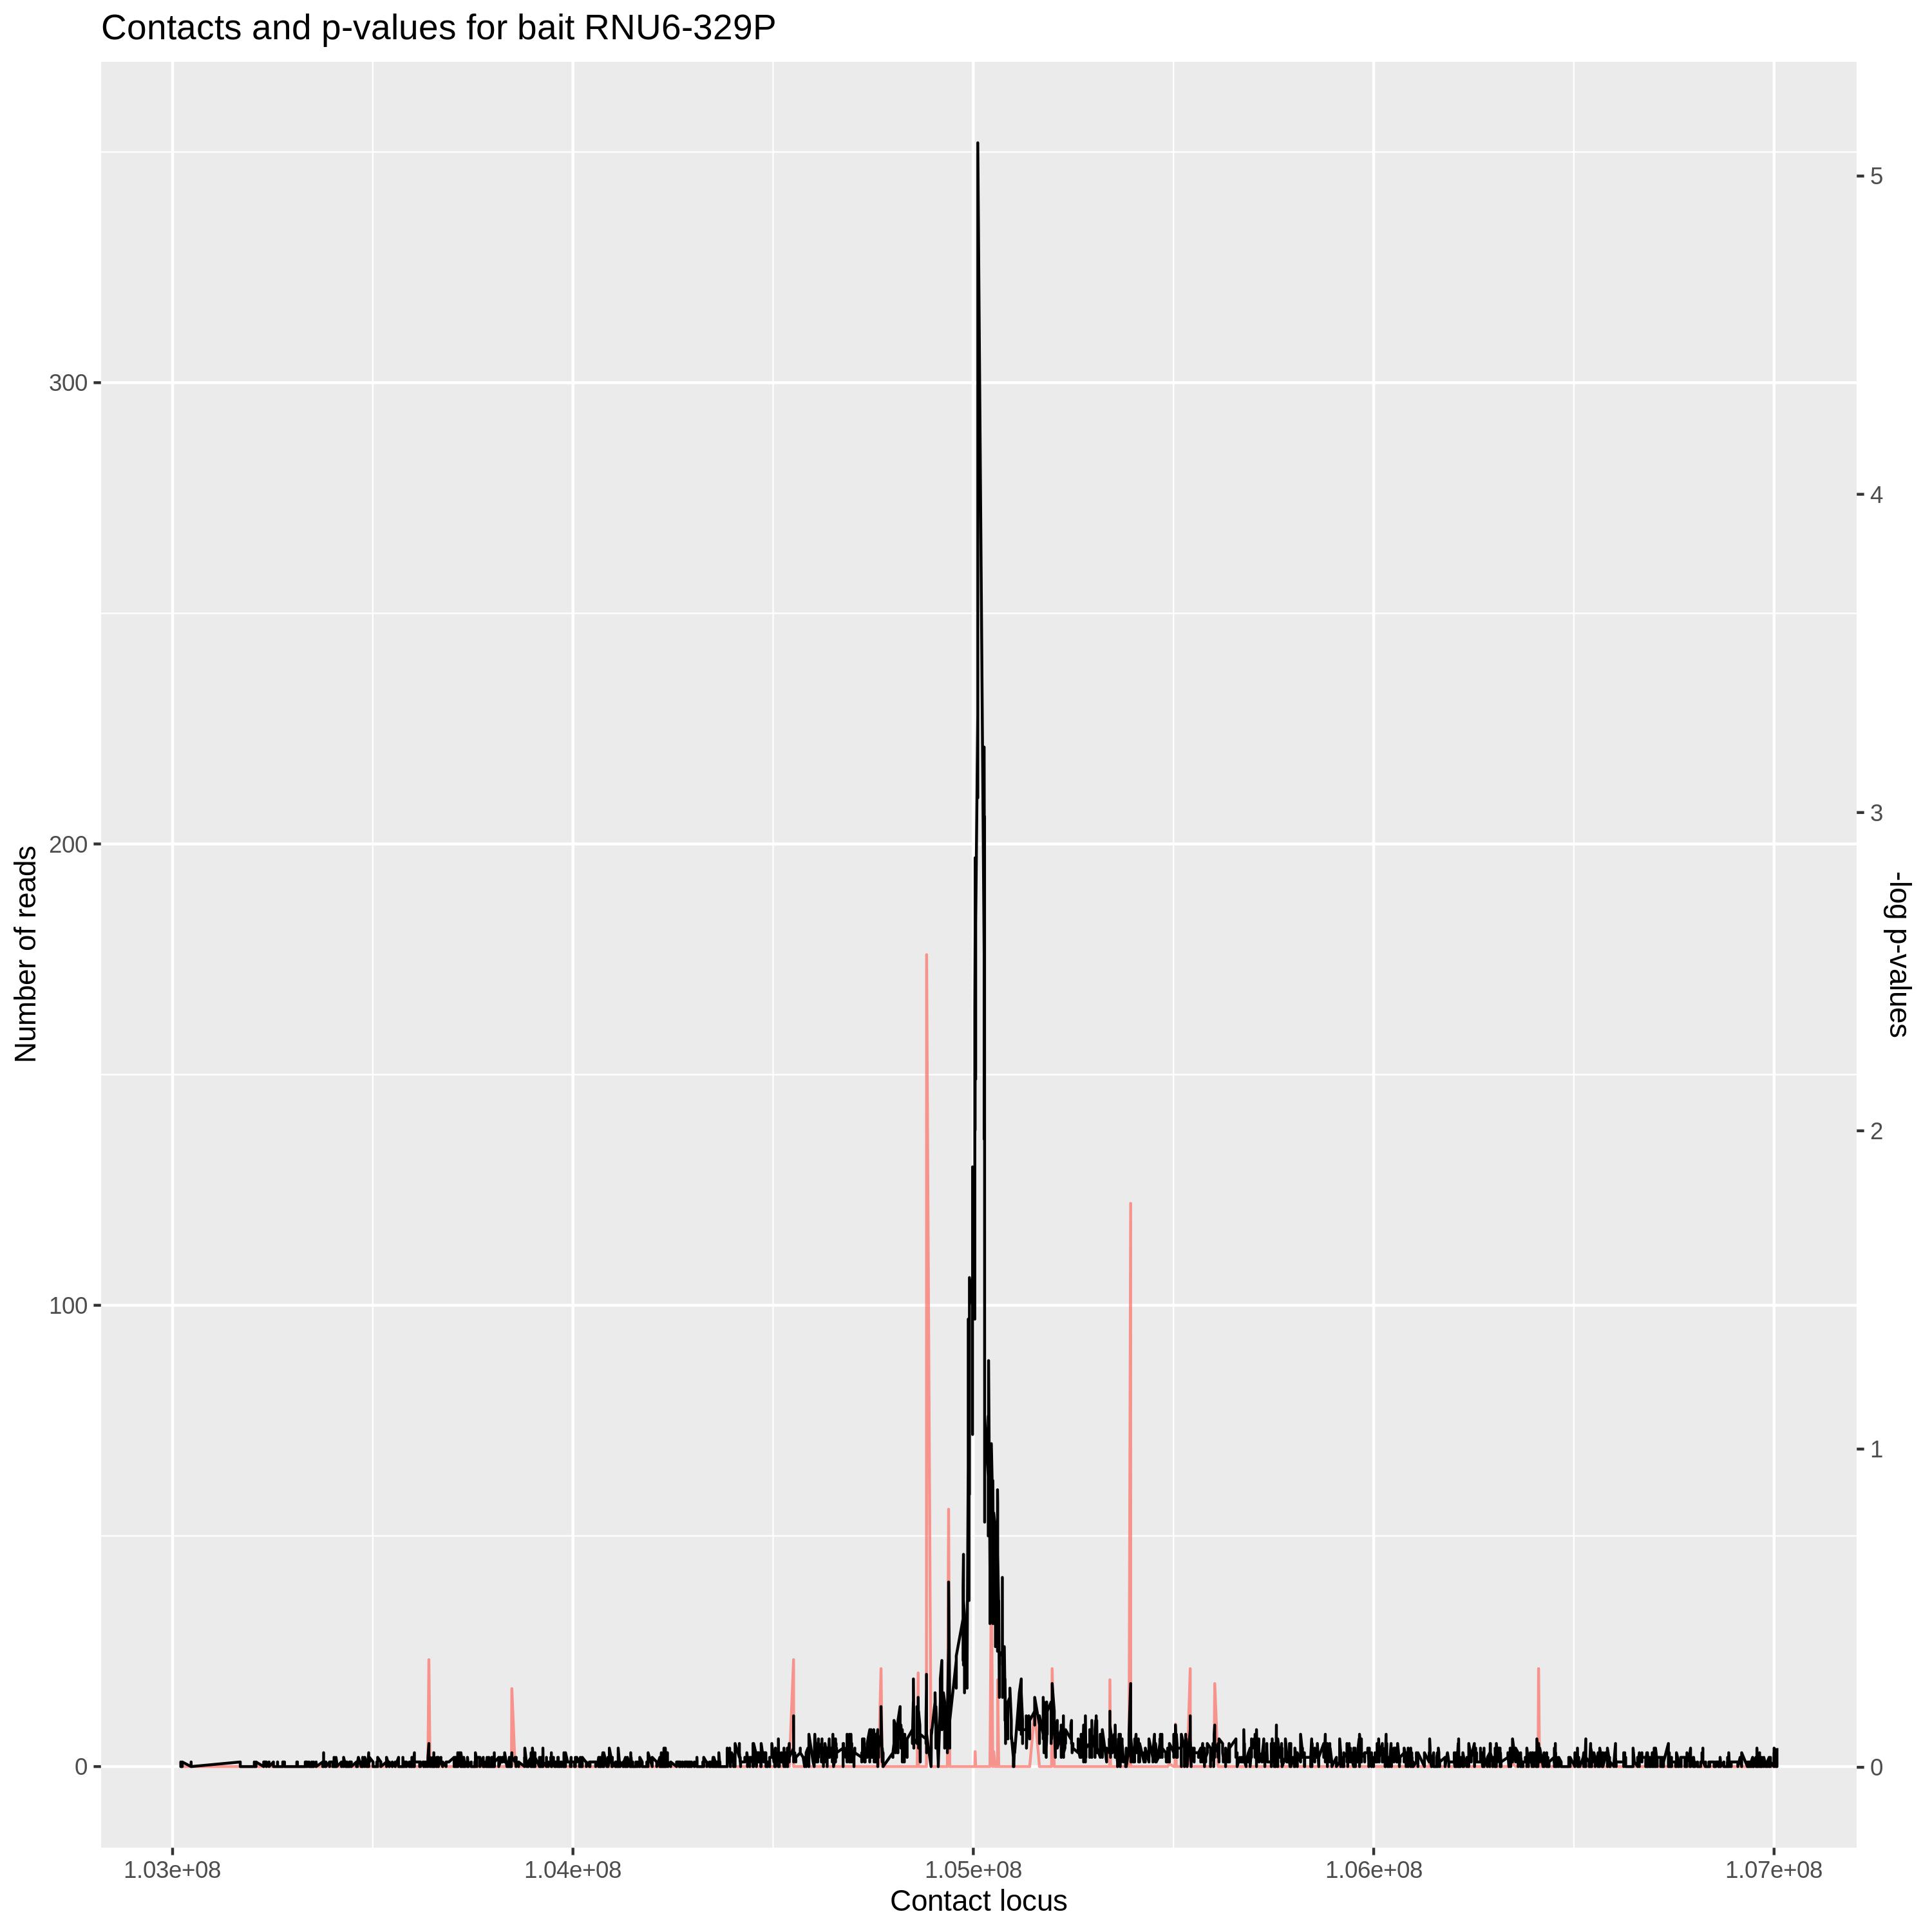 Contacts and p-values for bait RNU6-329P
Number of reads
300
200
100
0
5
4
3
2
1
0
-log p-values
1.03e+08 1.04e+08 1.05e+08 1.06e+08 1.07e+08
Contact locus